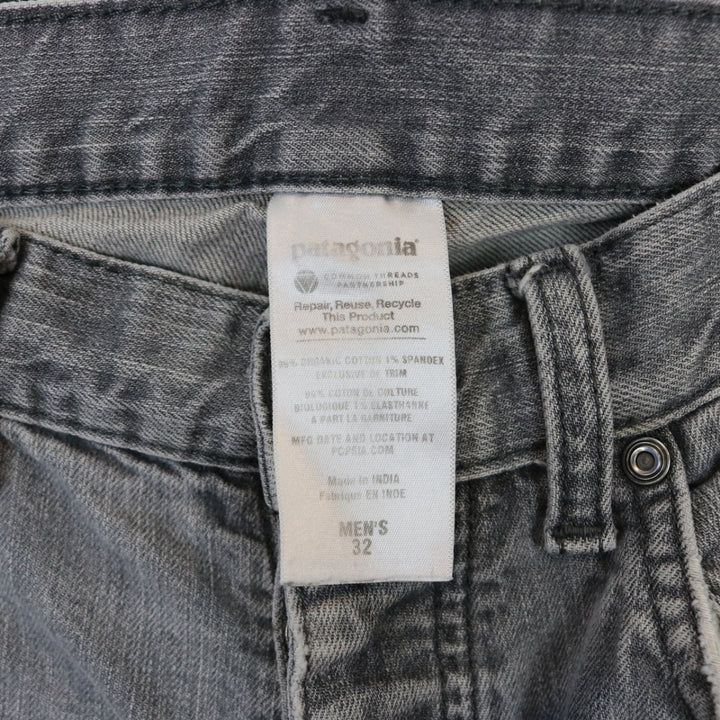 patagonia®
COMMON THREADS
PARTNERSHIP
Repair, Reuse, Recycle
This Product
www.patagonia.com
99% ORGANIC COTTON 1% SPANDEX
EXCLUSIVE OF TRIM
99% COTON DE CULTURE
BIOLOGIQUE 1% ELASTHANNE
A PART LA GARNITURE
MFG DATE AND LOCATION AT
PCPSIA.COM
Made in INDIA
Fabriqué EN INDE
MEN'S
32